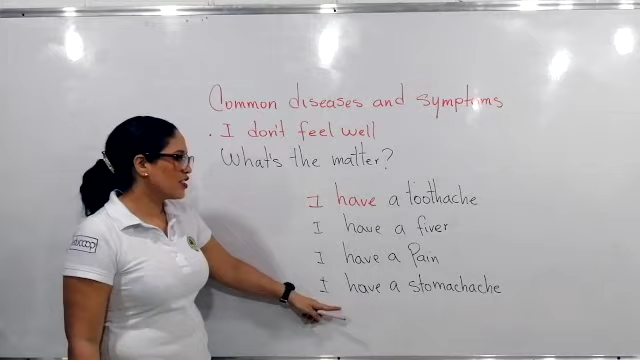 Common diseases and symptoms
. I don't feel well
What's the matter?
I have a toothache
I have a fiver
I have a Pain
I have a stomachache